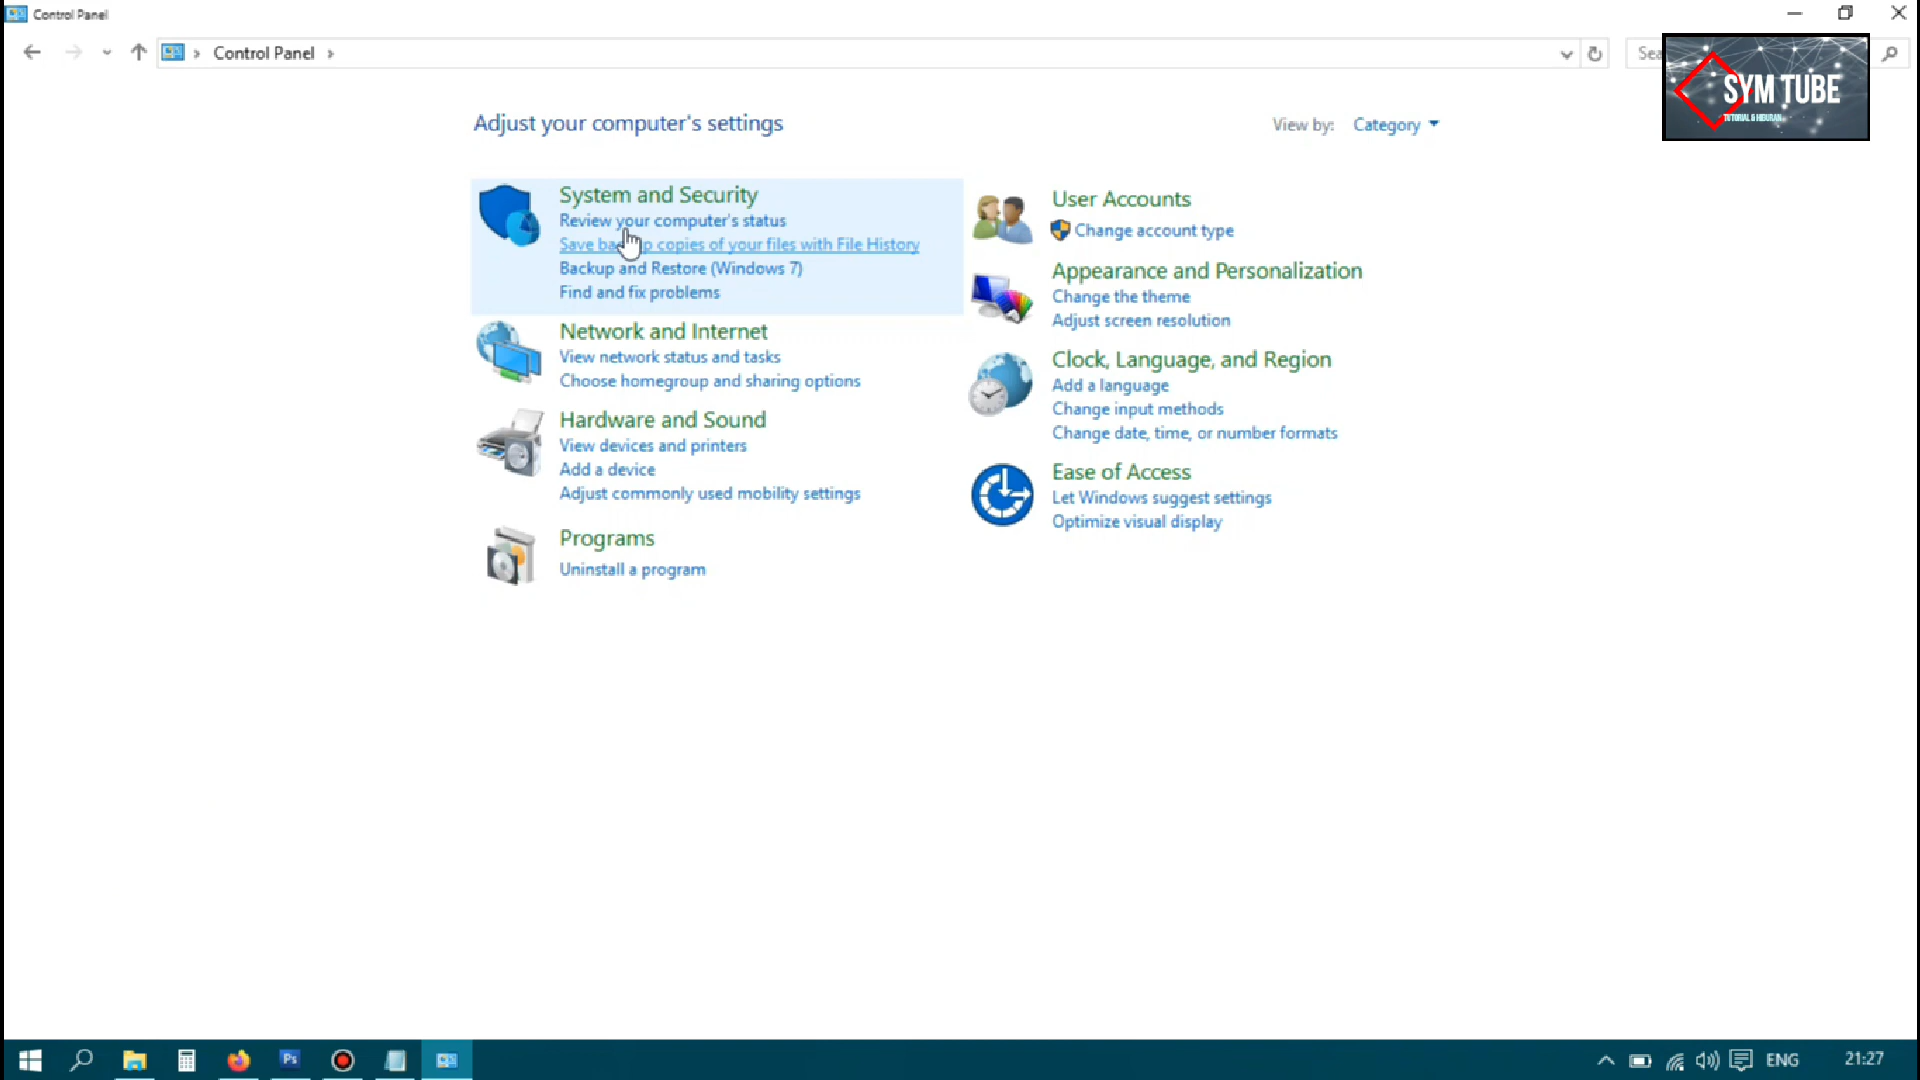 Control Panel
Control Panel
Sea
SYM TUBE
TUTORIAL & HIBURAN
Adjust your computer's settings
View by: Category
System and Security
Review your computer's status
Save backup copies of your files with File History
Backup and Restore (Windows 7)
Find and fix problems
Network and Internet
View network status and tasks
Choose homegroup and sharing options
Hardware and Sound
View devices and printers
Add a device
Adjust commonly used mobility settings
Programs
Uninstall a program
User Accounts
Change account type
Appearance and Personalization
Change the theme
Adjust screen resolution
Clock, Language, and Region
Add a language
Change input methods
Change date, time, or number formats
Ease of Access
Let Windows suggest settings
Optimize visual display
Ps
ENG
21:27